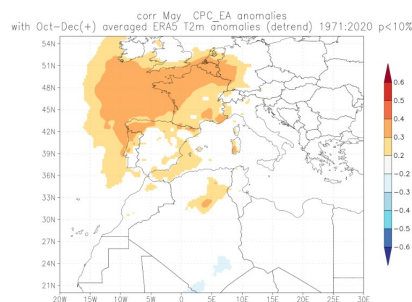 corr May CPC_EA anomalies
with Oct-Dec(+) averaged ERA5 T2m anomalies (detrend) 1971:2020 p<10%
54N
51N
48N
45N
42N
39N
36N
33N
30N
27N
24N
21N
20W 15W 10W 5W 0 5E 10E 15E 20E 25E 30E
0.6
0.5
0.4
0.3
0.2
-0.2
-0.3
-0.4
-0.5
-0.6